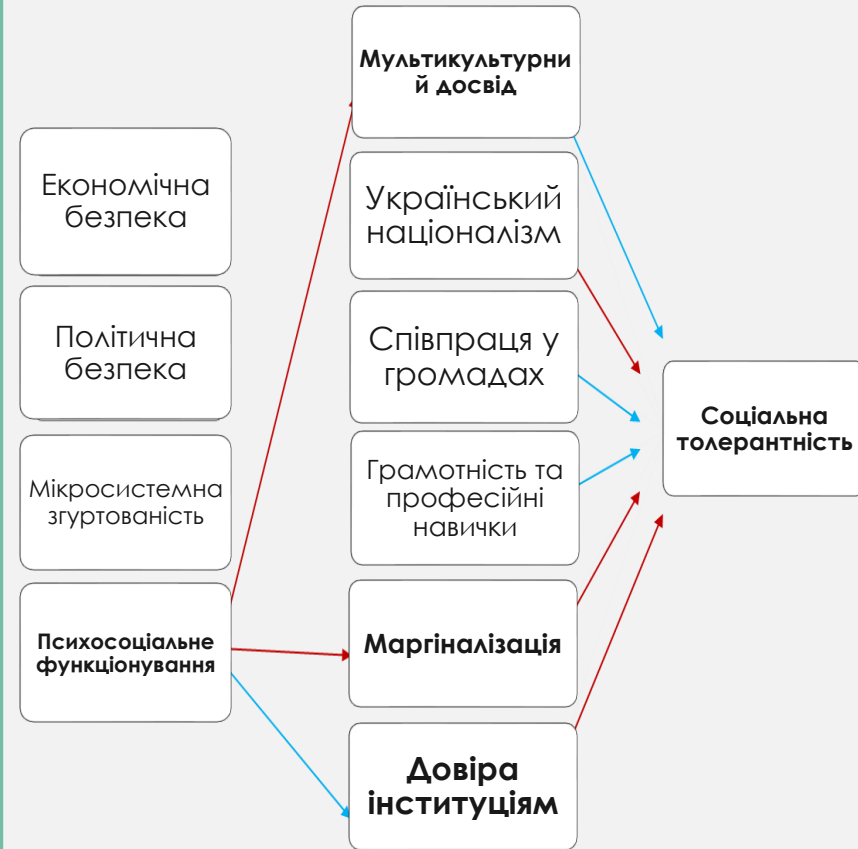 Економічна
безпека
Політична
безпека
Мікросистемна
згуртованість
Психосоціальне
функціонування
Мультикультурни
й досвід
Український
націоналізм
Співпраця у
громадах
Грамотність та
професійні
навички
Маргіналізація
Довіра
інституціям
Соціальна
толерантність